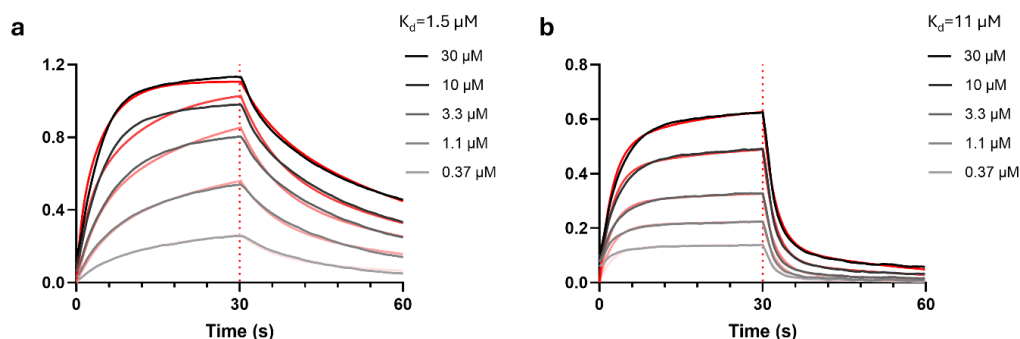 a
K_d=1.5 µM
30 µM
10 µM
3.3 µM
1.1 µM
0.37 µM
1.2
0.8
0.4
0.0
0 30 60
Time (s)
b
K_d=11 µM
30 µM
10 µM
3.3 µM
1.1 µM
0.37 µM
0.8
0.6
0.4
0.2
0.0
0 30 60
Time (s)